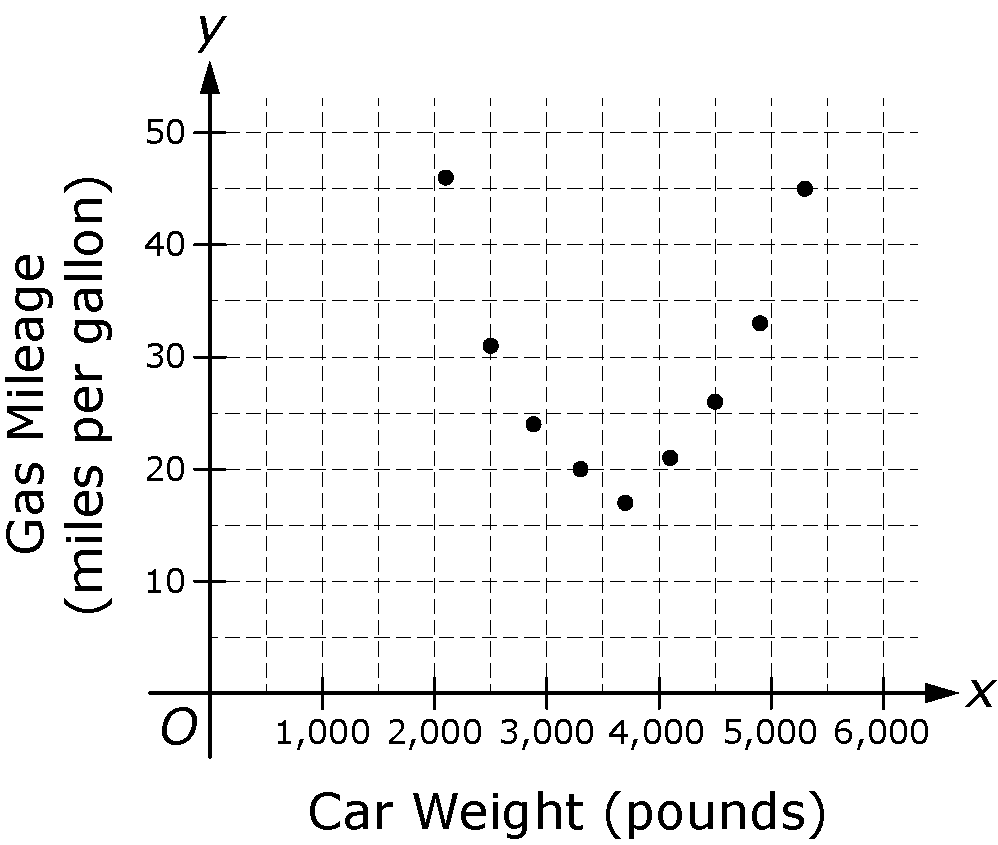 y
50
40
30
20
10
Gas Mileage
(miles per gallon)
O
1,000 2,000 3,000 4,000 5,000 6,000
x
Car Weight (pounds)